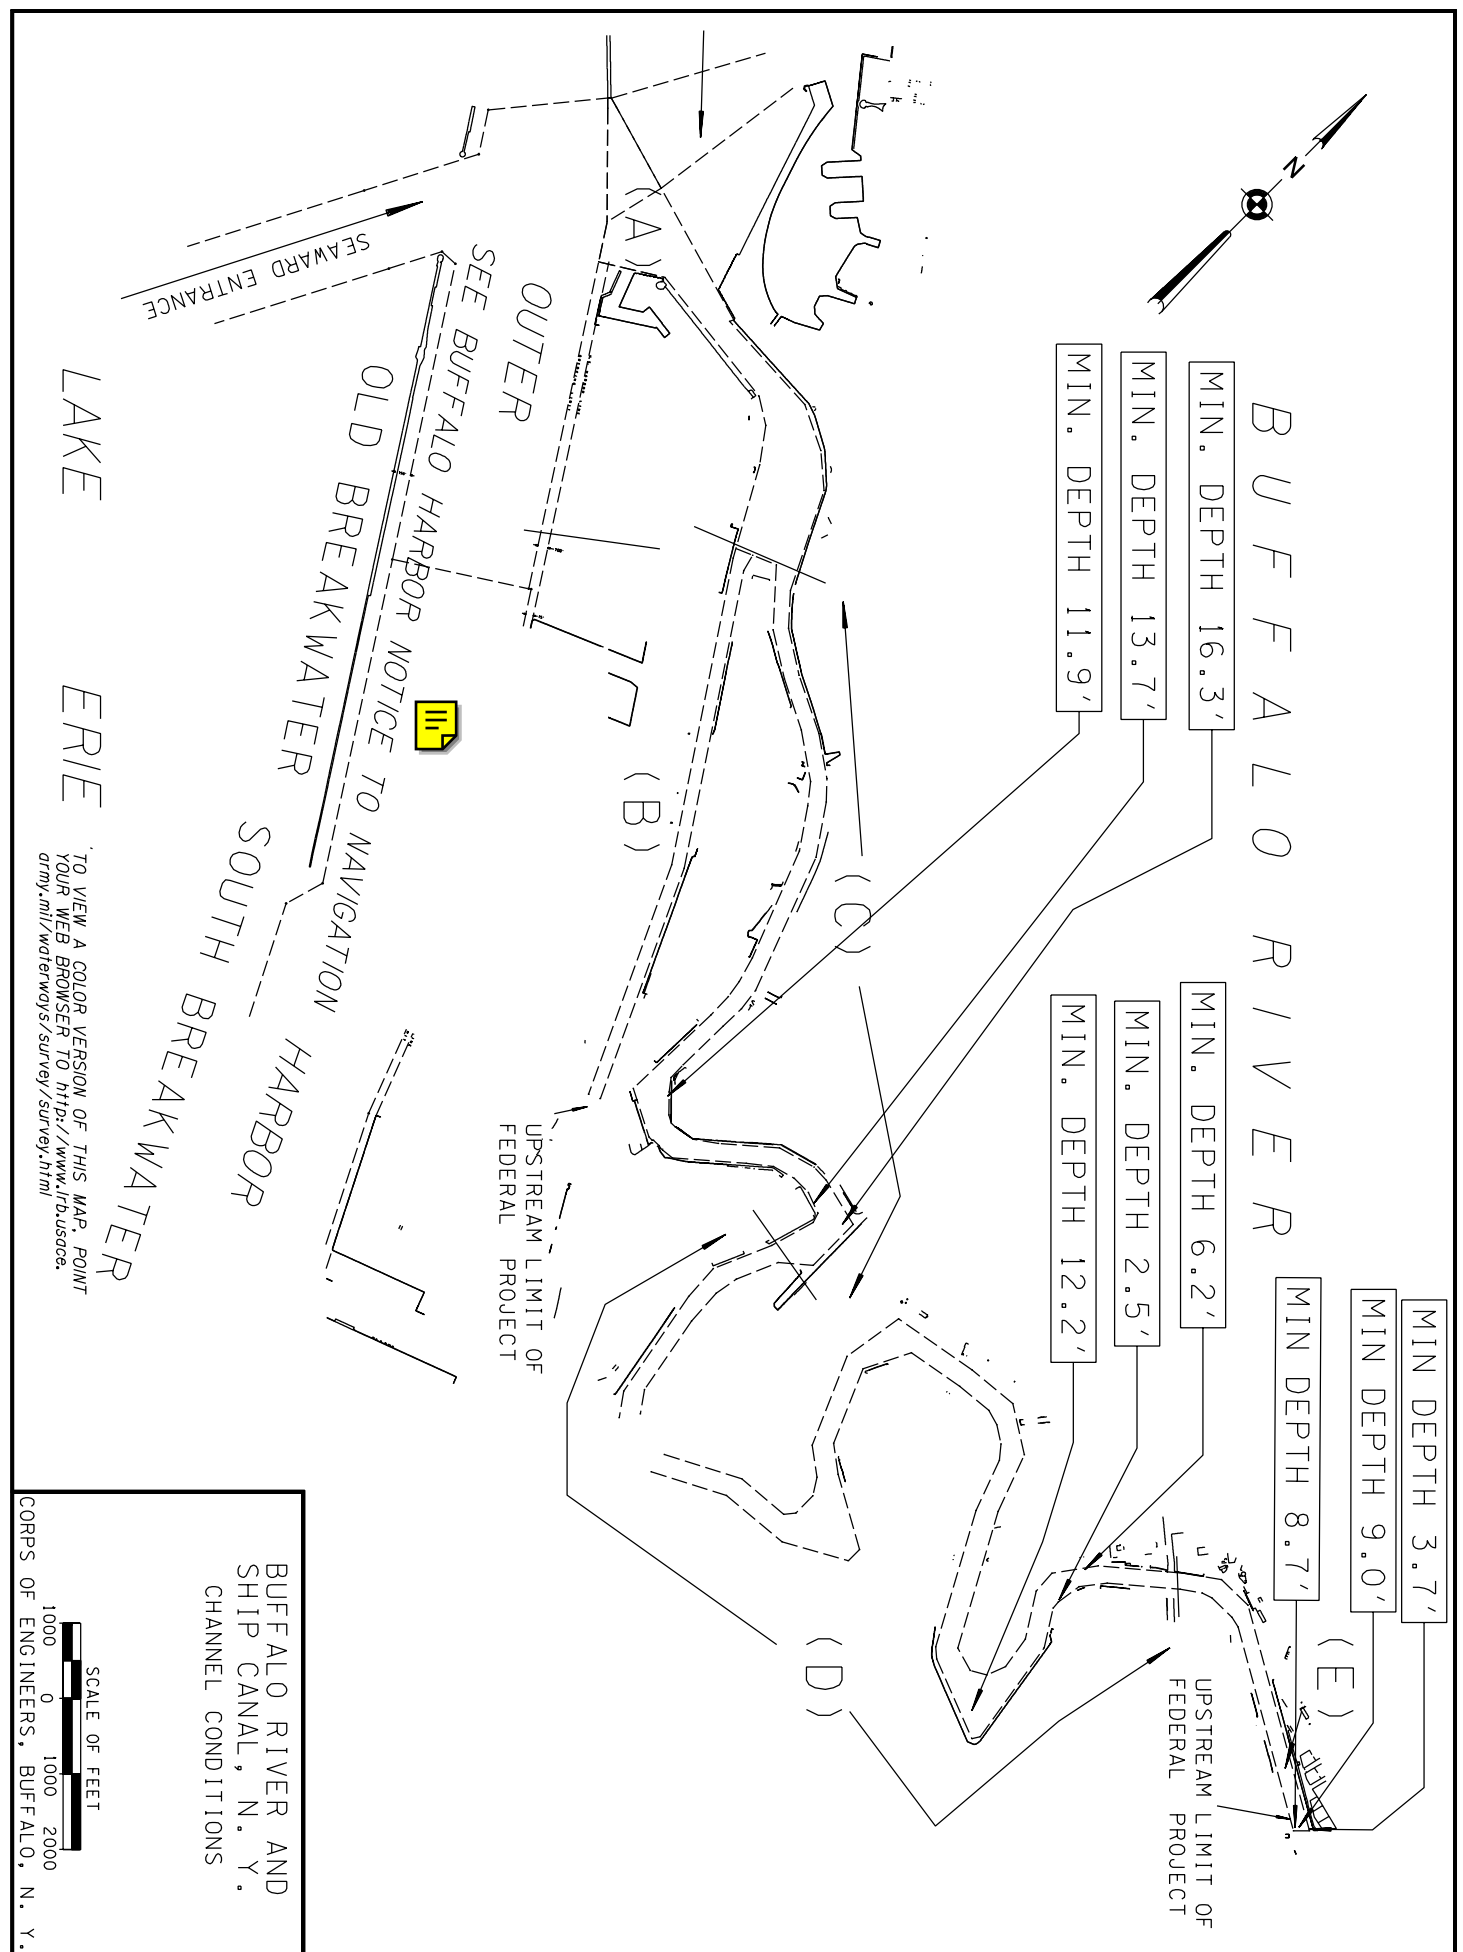 N
BUFFALO RIVER
MIN. DEPTH 16.3'
MIN. DEPTH 13.7'
MIN. DEPTH 11.9'
MIN. DEPTH 6.2'
MIN. DEPTH 2.5'
MIN. DEPTH 12.2'
MIN DEPTH 3.7'
MIN DEPTH 9.0'
MIN DEPTH 8.7'
(A)
(B)
(C)
(D)
(E)
UPSTREAM LIMIT OF
FEDERAL PROJECT
UPSTREAM LIMIT OF
FEDERAL PROJECT
OUTER
HARBOR
SEE BUFFALO HARBOR NOTICE TO NAVIGATION
OLD BREAKWATER
SOUTH BREAKWATER
SEAWARD ENTRANCE
LAKE ERIE
TO VIEW A COLOR VERSION OF THIS MAP, POINT
YOUR WEB BROWSER TO http://www.lrb.usace.
army.mil/waterways/survey/survey.html
BUFFALO RIVER AND
SHIP CANAL, N. Y.
CHANNEL CONDITIONS
SCALE OF FEET
1000 0 1000 2000
CORPS OF ENGINEERS, BUFFALO, N. Y.